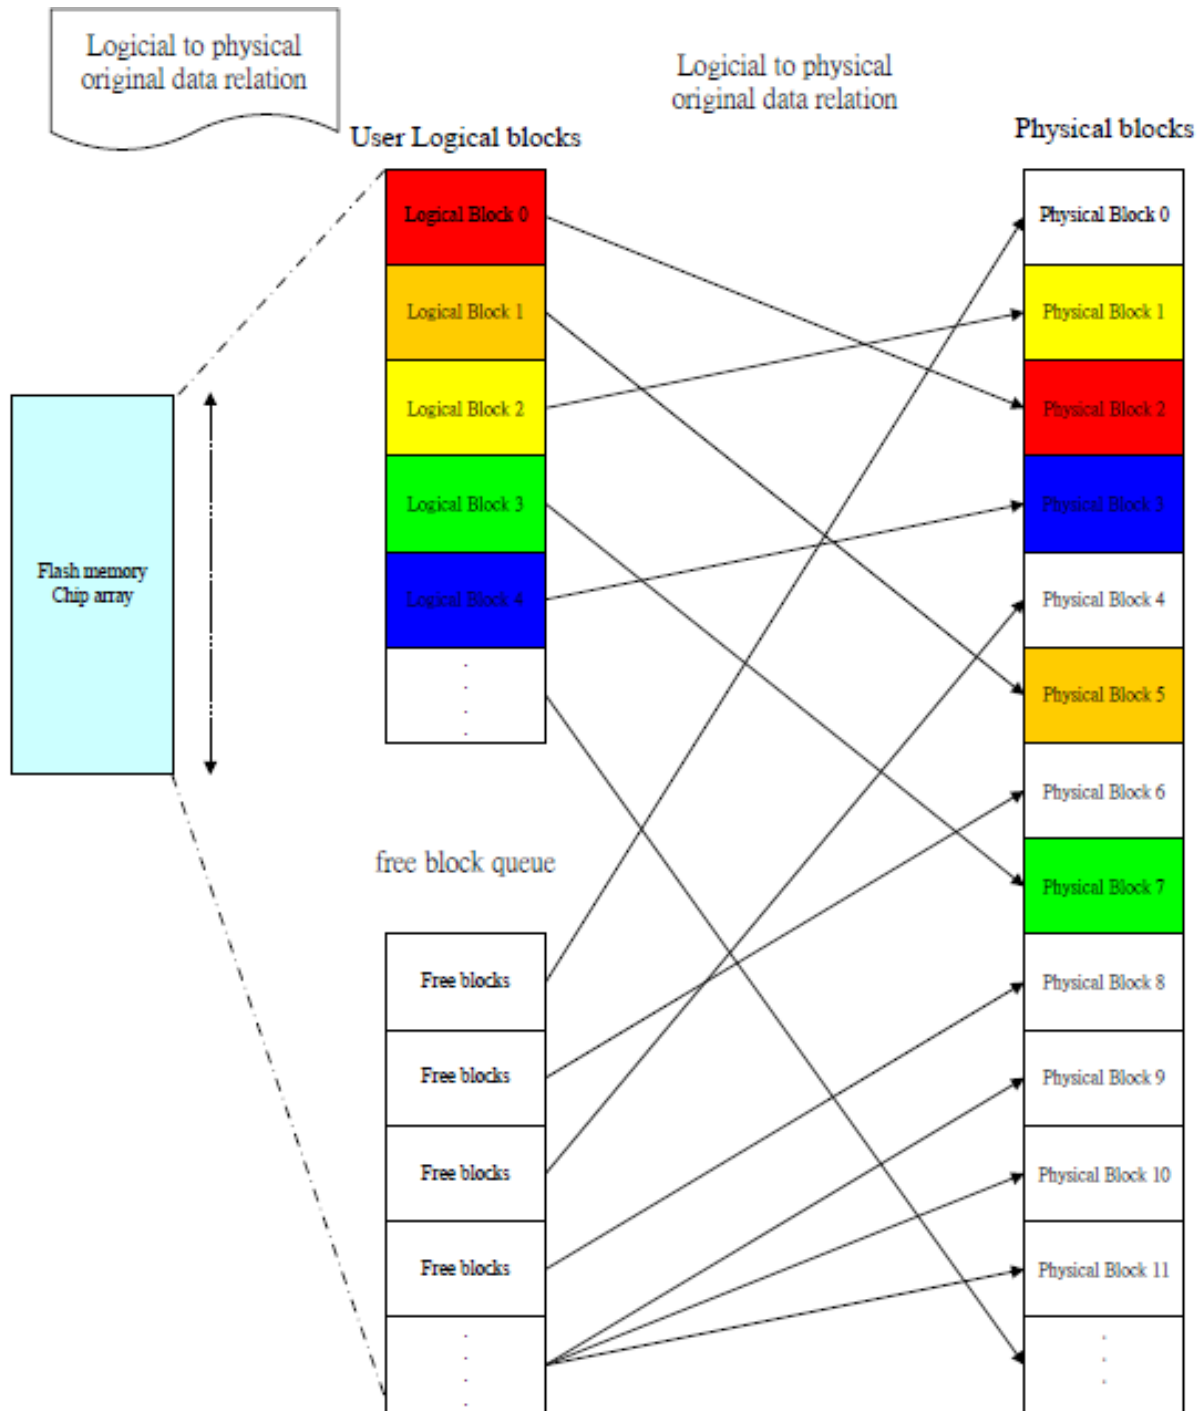 Logicial to physical
original data relation
Logicial to physical
original data relation
User Logical blocks
Physical blocks
Logical Block 0
Logical Block 1
Logical Block 2
Logical Block 3
Logical Block 4
Flash memory
Chip array
free block queue
Free blocks
Free blocks
Free blocks
Free blocks
Physical Block 0
Physical Block 1
Physical Block 2
Physical Block 3
Physical Block 4
Physical Block 5
Physical Block 6
Physical Block 7
Physical Block 8
Physical Block 9
Physical Block 10
Physical Block 11